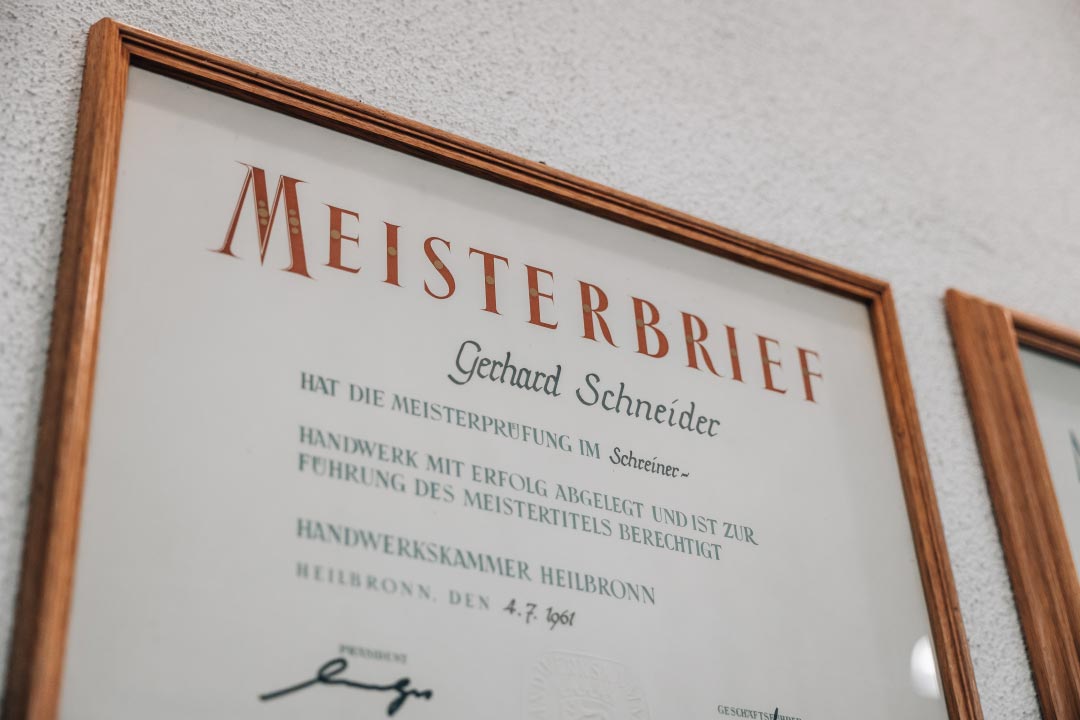 MEISTERBRIEF
Gerhard Schneider
HAT DIE MEISTERPRÜFUNG IM Schreiner-
HANDWERK MIT ERFOLG ABGELEGT UND IST ZUR
FÜHRUNG DES MEISTERTITELS BERECHTIGT
HANDWERKSKAMMER HEILBRONN
HEILBRONN, DEN 4.7.1961
PRÄSIDENT